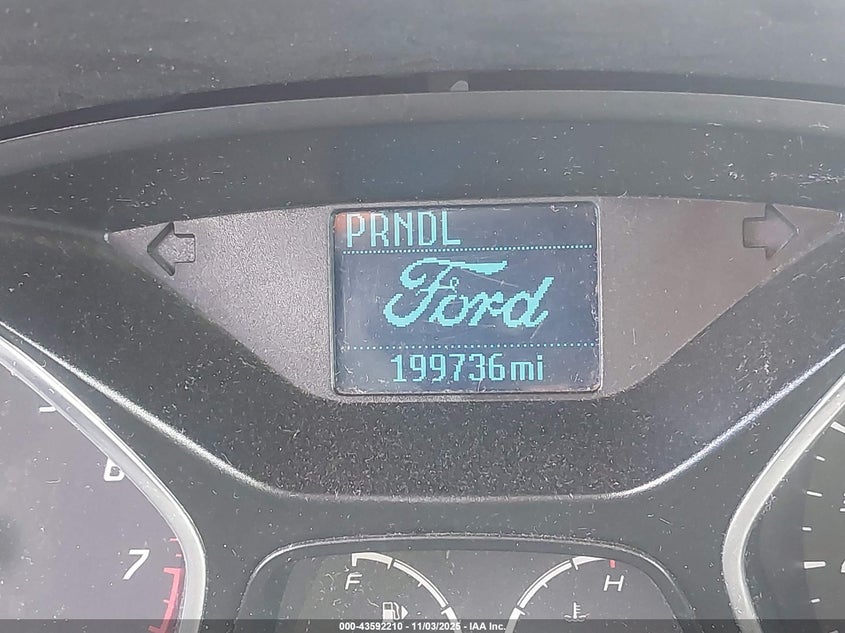 PRNDL
Ford
199736mi
6
7
F
H
000-43592210 - 11/03/2025 - IAA Inc.